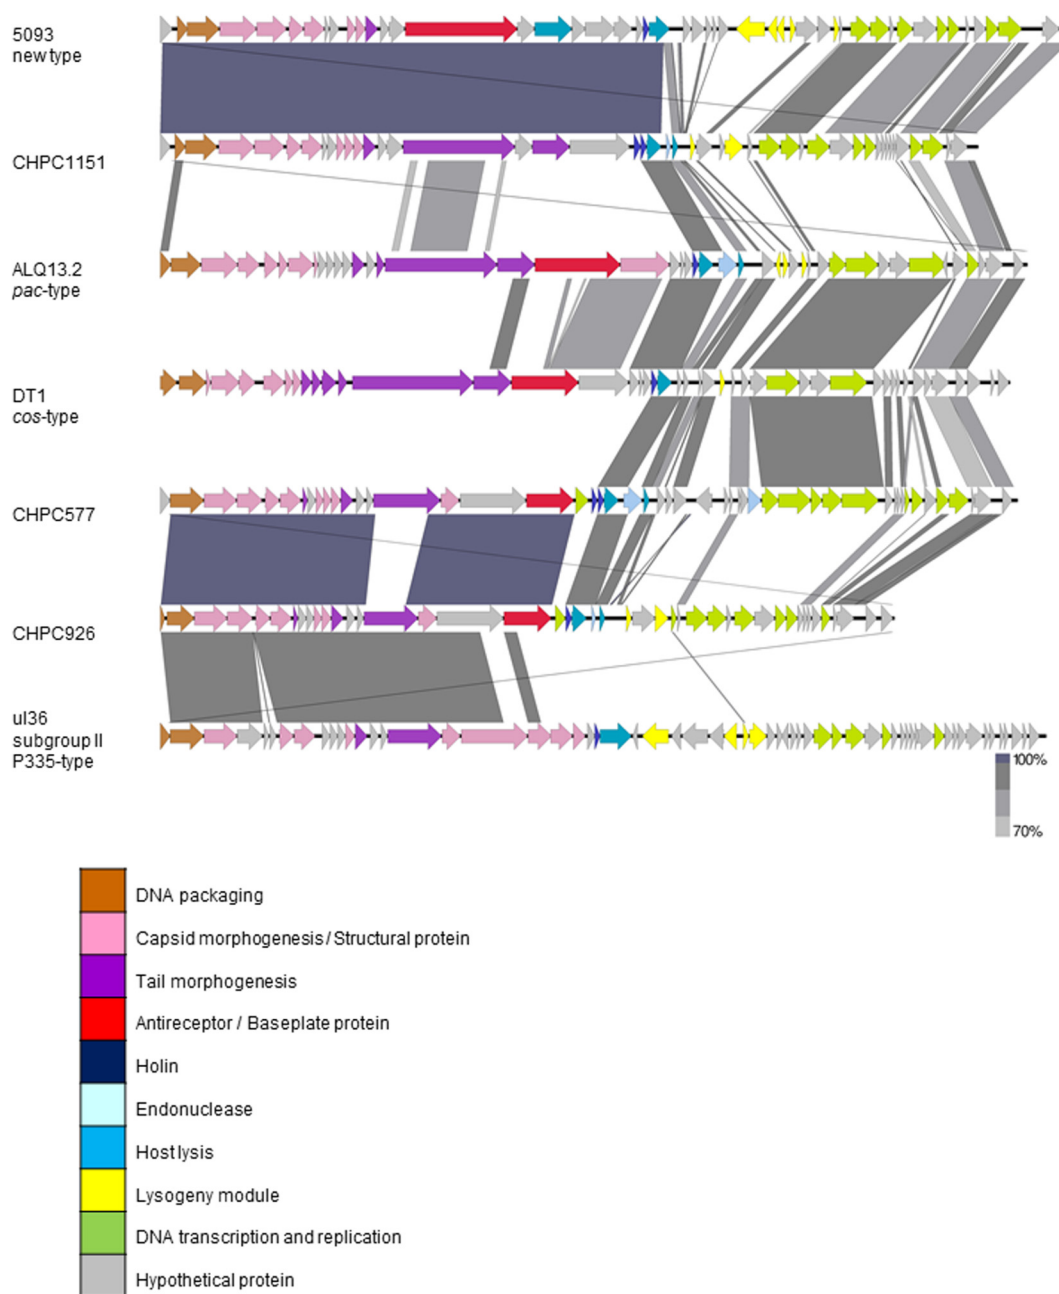 5093
new type
CHPC1151
ALQ13.2
pac-type
DT1
cos-type
CHPC577
CHPC926
ul36
subgroup II
P335-type
100%
70%
DNA packaging
Capsid morphogenesis / Structural protein
Tail morphogenesis
Antireceptor / Baseplate protein
Holin
Endonuclease
Host lysis
Lysogeny module
DNA transcription and replication
Hypothetical protein